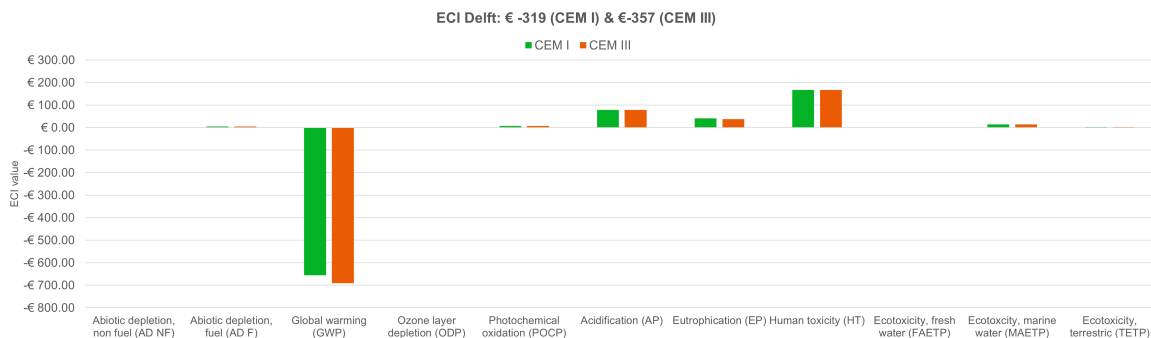 ECI Delft: € -319 (CEM I) & €-357 (CEM III)
CEM I CEM III
€ 300.00
€ 200.00
€ 100.00
€ 0.00
-€ 100.00
-€ 200.00
-€ 300.00
-€ 400.00
-€ 500.00
-€ 600.00
-€ 700.00
-€ 800.00
ECI value
Abiotic depletion,
non fuel (AD NF)
Abiotic depletion,
fuel (AD F)
Global warming
(GWP)
Ozone layer
depletion (ODP)
Photochemical
oxidation (POCP)
Acidification (AP)
Eutrophication (EP)
Human toxicity (HT)
Ecotoxicity, fresh
water (FAETP)
Ecotoxcity, marine
water (MAETP)
Ecotoxicity,
terrestric (TETP)